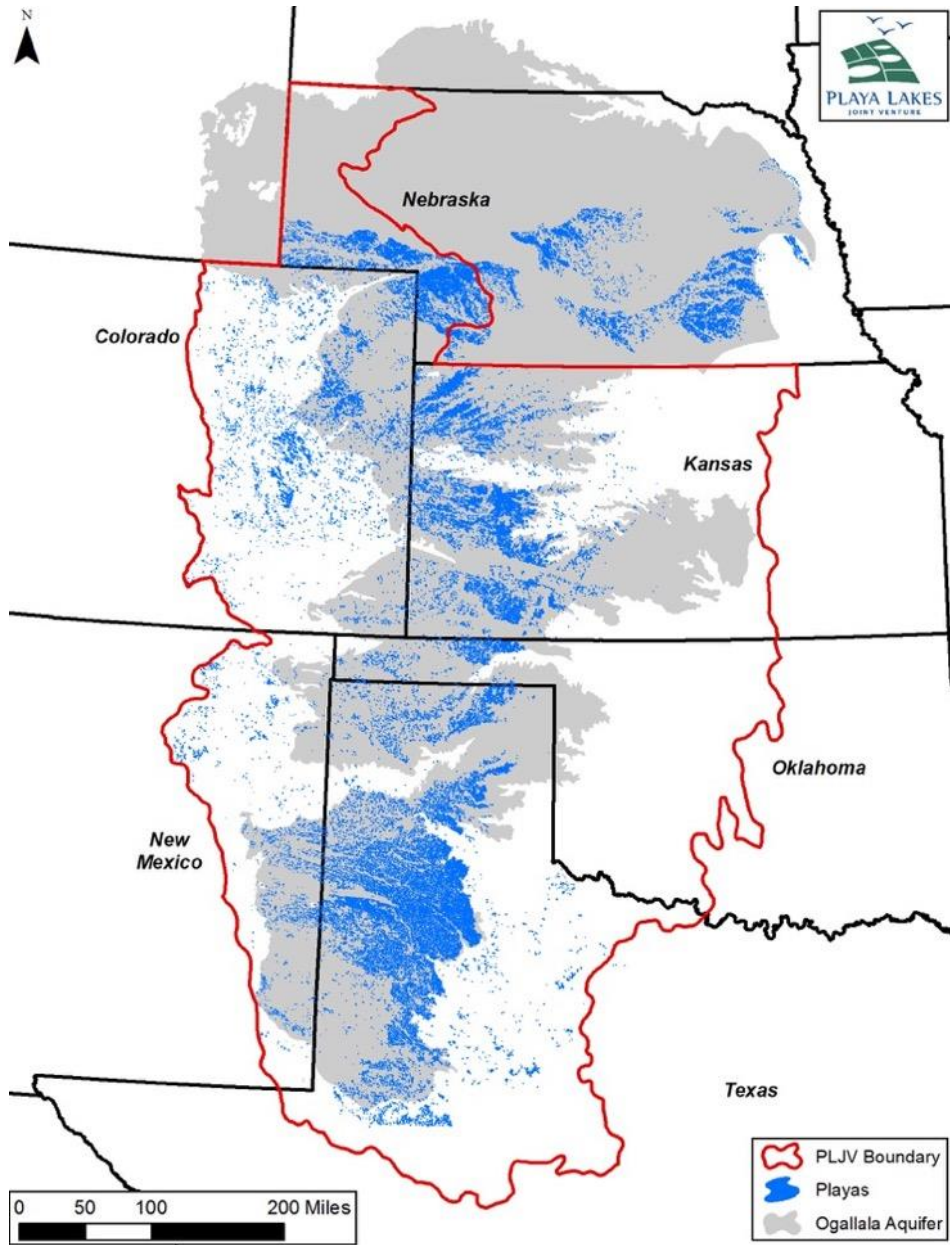 N
PLAYA LAKES
JOINT VENTURE
Nebraska
Colorado
Kansas
Oklahoma
New
Mexico
Texas
PLJV Boundary
Playas
Ogallala Aquifer
0 50 100 200 Miles